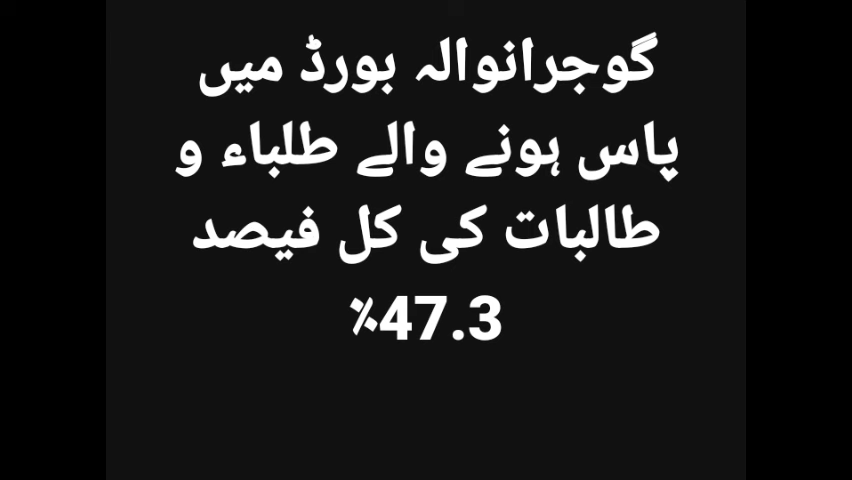 گوجرانوالہ بورڈ میں
پاس ہونے والے طلباء و
طالبات کی کل فیصد
47.3٪